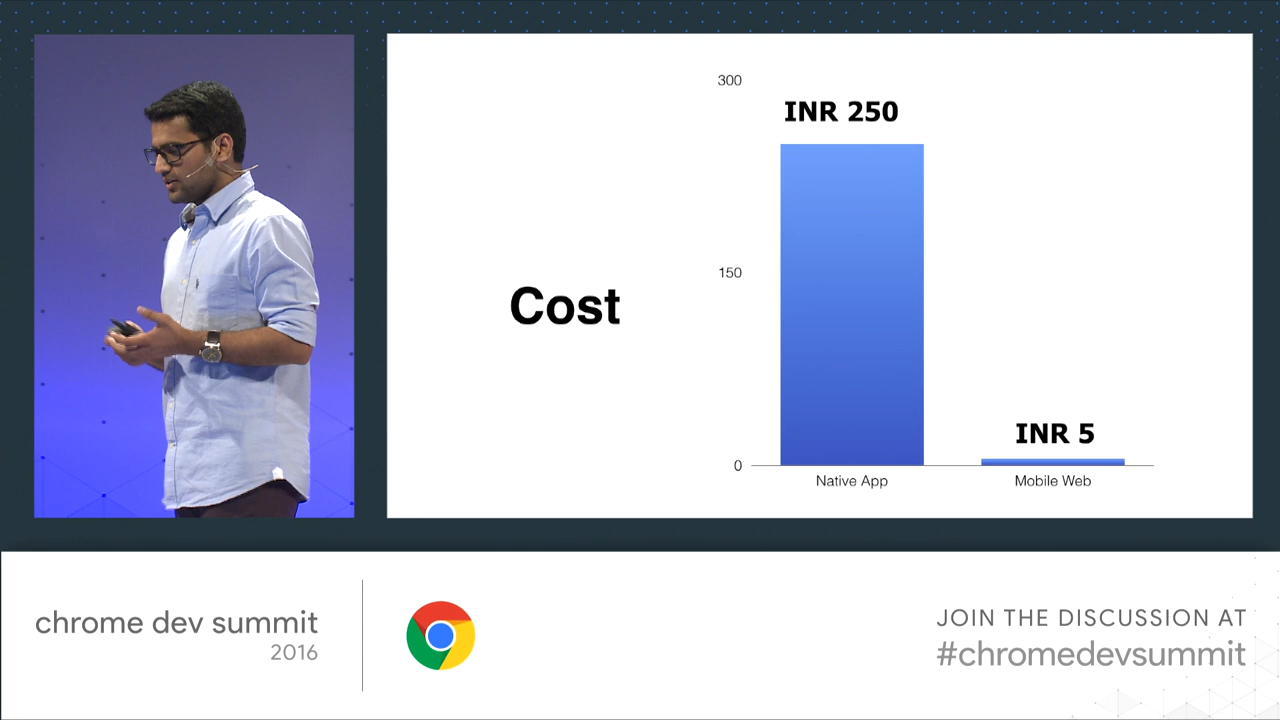 300
INR 250
150
Cost
INR 5
0
Native App
Mobile Web
chrome dev summit
2016
JOIN THE DISCUSSION AT
#chromedevsummit